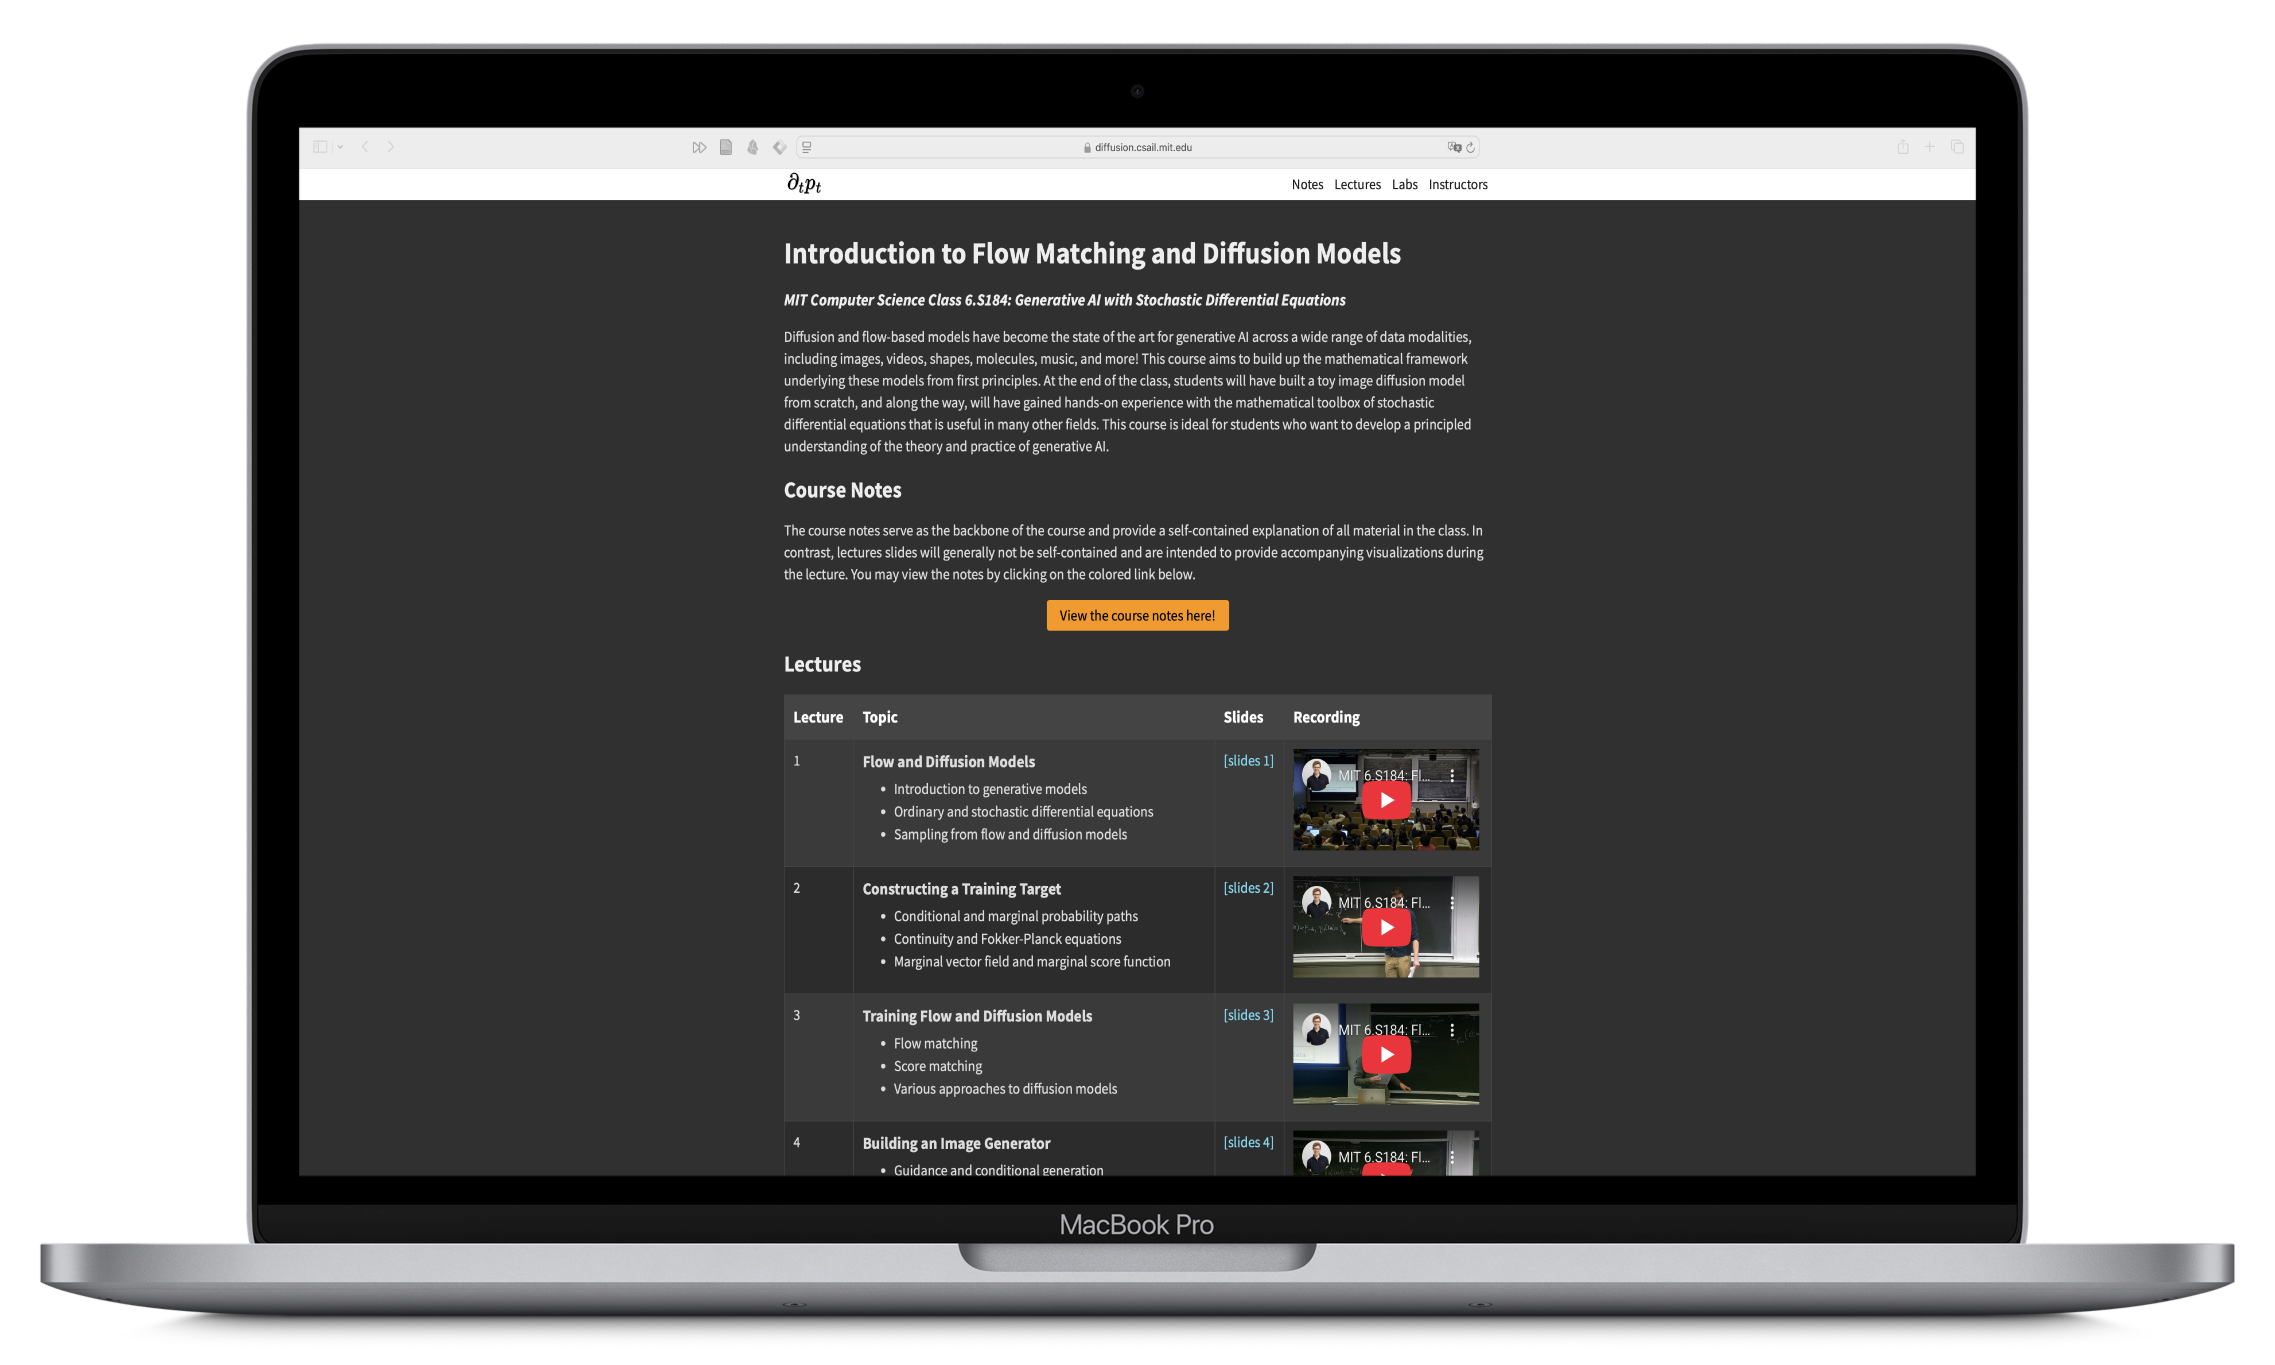 diffusion.csail.mit.edu
∂ₜpₜ
Notes Lectures Labs Instructors
Introduction to Flow Matching and Diffusion Models
MIT Computer Science Class 6.S184: Generative AI with Stochastic Differential Equations
Diffusion and flow-based models have become the state of the art for generative AI across a wide range of data modalities,
including images, videos, shapes, molecules, music, and more! This course aims to build up the mathematical framework
underlying these models from first principles. At the end of the class, students will have built a toy image diffusion model
from scratch, and along the way, will have gained hands-on experience with the mathematical toolbox of stochastic
differential equations that is useful in many other fields. This course is ideal for students who want to develop a principled
understanding of the theory and practice of generative AI.
Course Notes
The course notes serve as the backbone of the course and provide a self-contained explanation of all material in the class. In
contrast, lectures slides will generally not be self-contained and are intended to provide accompanying visualizations during
the lecture. You may view the notes by clicking on the colored link below.
View the course notes here!
Lectures
Lecture Topic Slides Recording
1 Flow and Diffusion Models [slides 1]
• Introduction to generative models
• Ordinary and stochastic differential equations
• Sampling from flow and diffusion models
MIT 6.S184: Fl...
2 Constructing a Training Target [slides 2]
• Conditional and marginal probability paths
• Continuity and Fokker-Planck equations
• Marginal vector field and marginal score function
MIT 6.S184: Fl...
3 Training Flow and Diffusion Models [slides 3]
• Flow matching
• Score matching
• Various approaches to diffusion models
MIT 6.S184: Fl...
4 Building an Image Generator [slides 4]
• Guidance and conditional generation
MIT 6.S184: Fl...
MacBook Pro